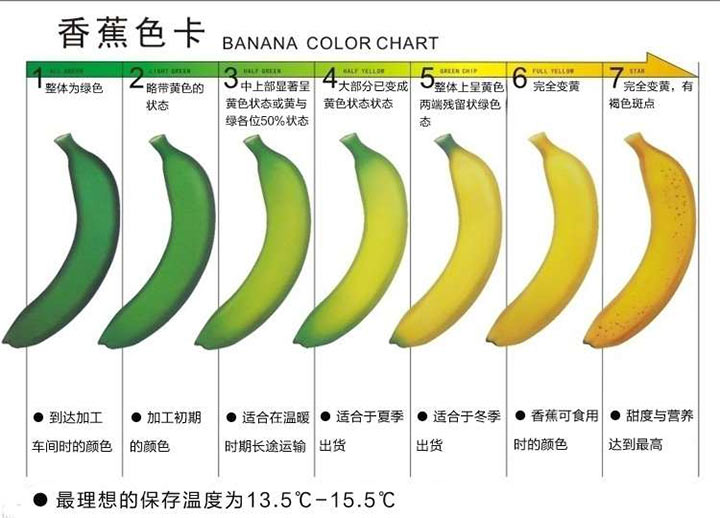 香蕉色卡 BANANA COLOR CHART
1 ALL GREEN
整体为绿色
2 LIGHT GREEN
略带黄色的
状态
3 HALF GREEN
中上部显著呈
黄色状态或黄与
绿各位50%状态
4 HALF YELLOW
大部分已变成
黄色状态状态
5 GREEN CHIP
整体上呈黄色
两端残留状绿色
态
6 FULL YELLOW
完全变黄
7 STAR
完全变黄，有
褐色斑点
● 到达加工
车间时的颜色
● 加工初期
的颜色
● 适合在温暖
时期长途运输
● 适合于夏季
出货
● 适合于冬季
出货
● 香蕉可食用
时的颜色
● 甜度与营养
达到最高
● 最理想的保存温度为13.5℃-15.5℃